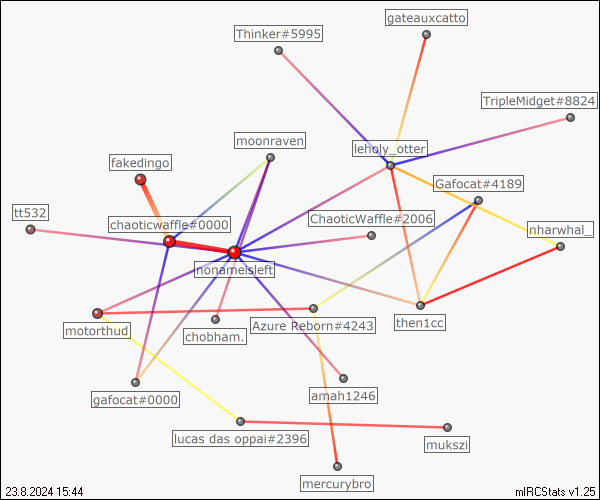 gateauxcatto
Thinker#5995
TripleMidget#8824
moonraven
leholy_otter
fakedingo
Gafocat#4189
tt532
chaoticwaffle#0000
ChaoticWaffle#2006
nharwhal_
nonameisleft
motorthud
Azure Reborn#4243
then1cc
chobham.
gafocat#0000
amah1246
lucas das oppai#2396
mukszi
mercurybro
23.8.2024 15:44
mIRCStats v1.25